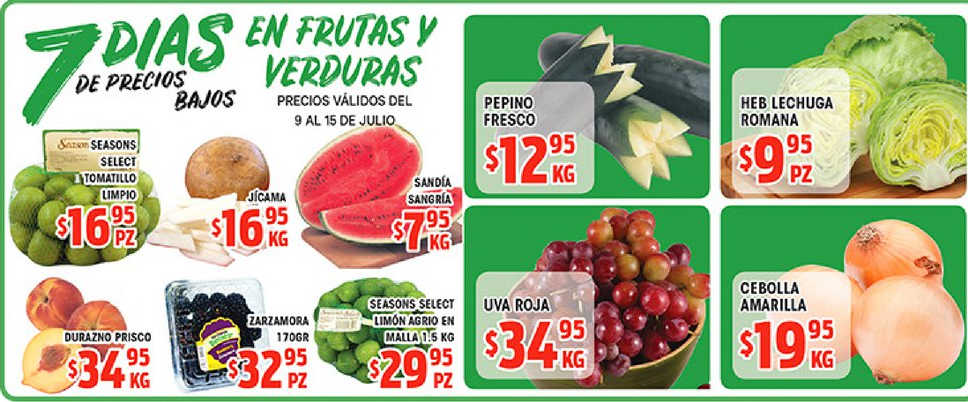 7 DIAS
DE PRECIOS
BAJOS
EN FRUTAS Y
VERDURAS
PRECIOS VÁLIDOS DEL
9 AL 15 DE JULIO
Seasons SEASONS
SELECT
TOMATILLO
LIMPIO
$16.95
PZ
JÍCAMA
$16.95
KG
SANDÍA
SANGRÍA
$7.95
KG
DURAZNO PRISCO
$34.95
KG
ZARZAMORA
170GR
$32.95
PZ
SEASONS SELECT
LIMÓN AGRIO EN
MALLA 1.5 KG
$29.95
PZ
PEPINO
FRESCO
$12.95
KG
HEB LECHUGA
ROMANA
$9.95
PZ
UVA ROJA
$34.95
KG
CEBOLLA
AMARILLA
$19.95
KG